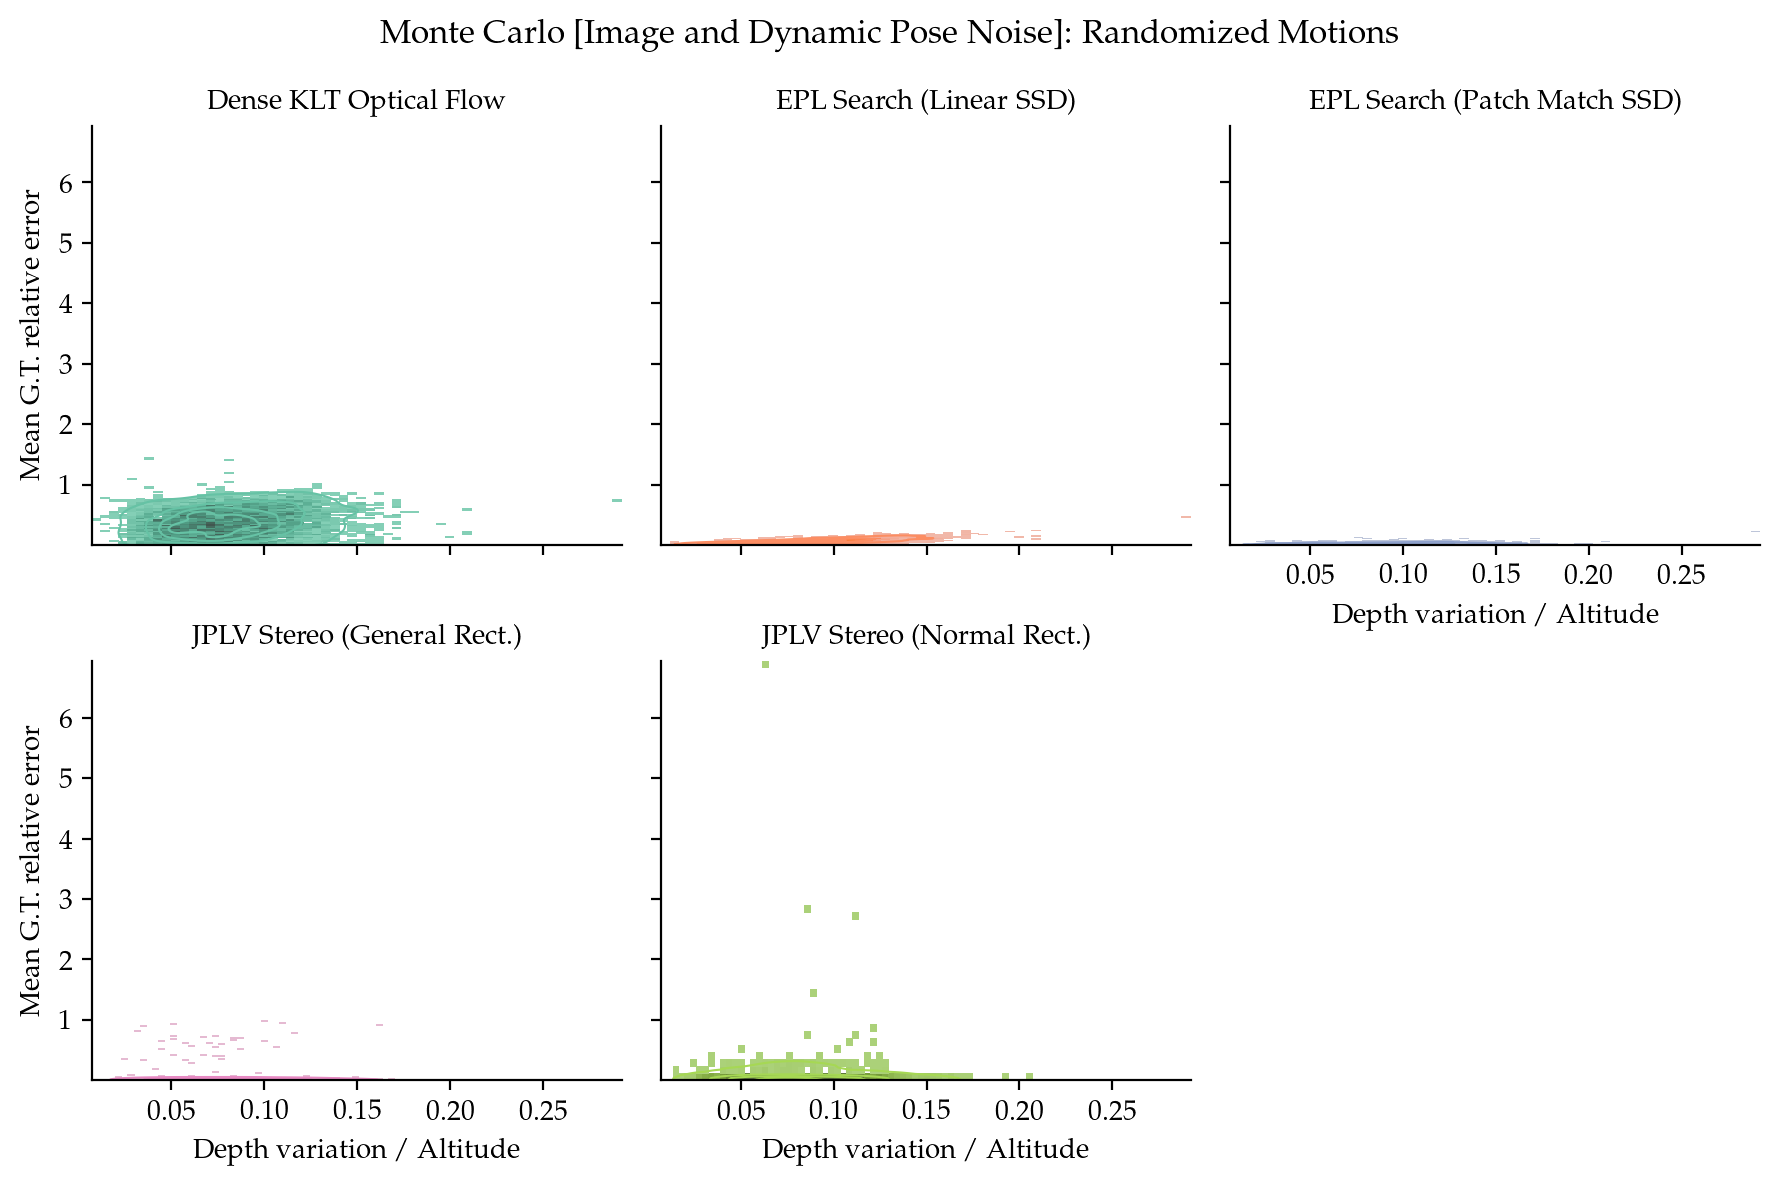 Monte Carlo [Image and Dynamic Pose Noise]: Randomized Motions
Dense KLT Optical Flow
EPL Search (Linear SSD)
EPL Search (Patch Match SSD)
Mean G.T. relative error
6
5
4
3
2
1
0.05 0.10 0.15 0.20 0.25
Depth variation / Altitude
JPLV Stereo (General Rect.)
JPLV Stereo (Normal Rect.)
Mean G.T. relative error
6
5
4
3
2
1
0.05 0.10 0.15 0.20 0.25
Depth variation / Altitude
0.05 0.10 0.15 0.20 0.25
Depth variation / Altitude